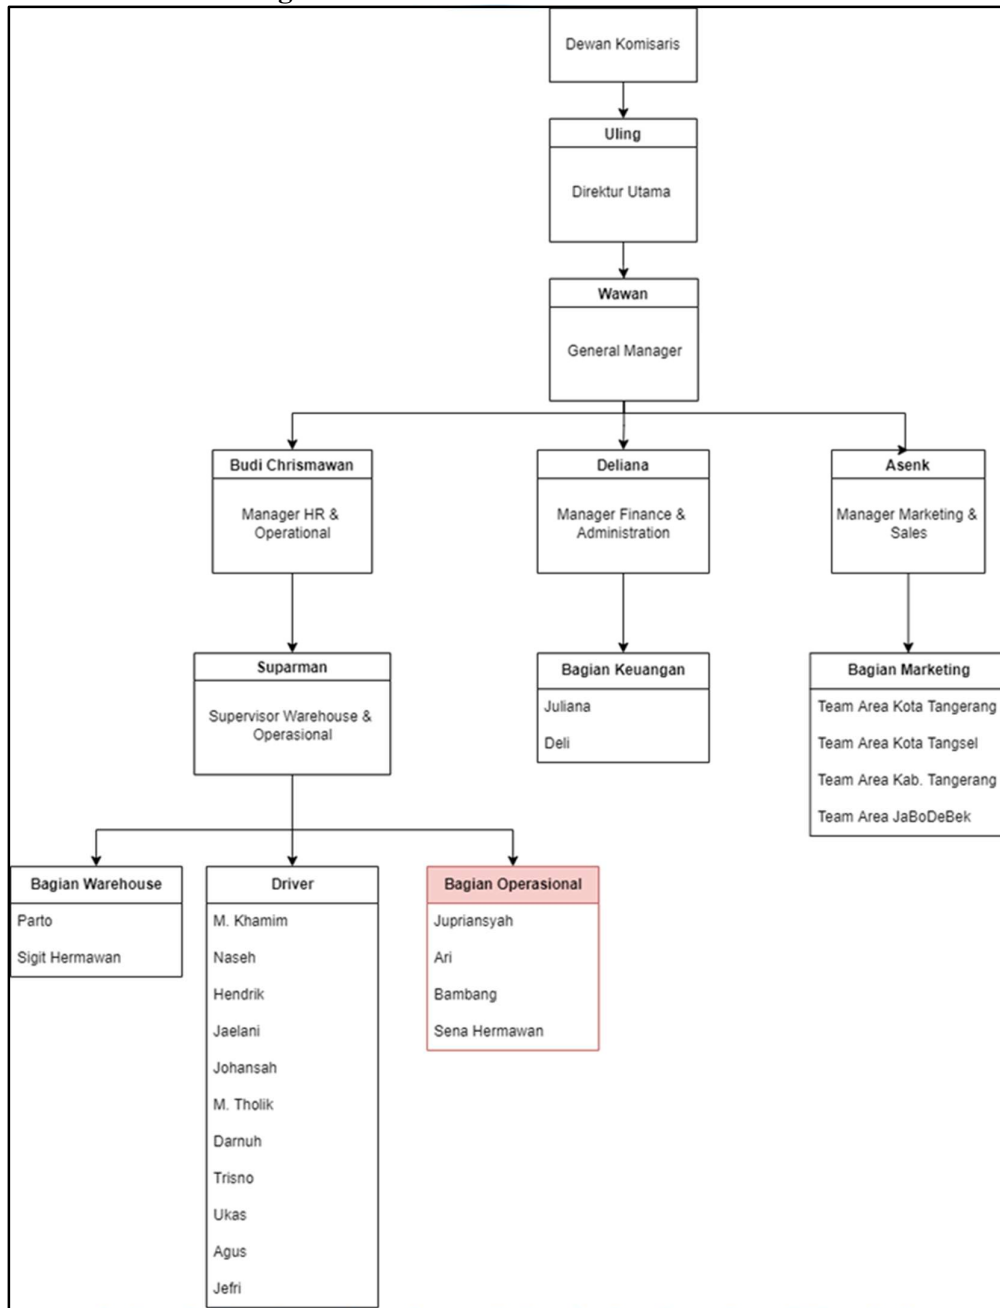 Dewan Komisaris
Uling
Direktur Utama
Wawan
General Manager
Budi Chrismawan
Manager HR &
Operational
Deliana
Manager Finance &
Administration
Asenk
Manager Marketing &
Sales
Suparman
Supervisor Warehouse &
Operasional
Bagian Keuangan
Juliana
Deli
Bagian Marketing
Team Area Kota Tangerang
Team Area Kota Tangsel
Team Area Kab. Tangerang
Team Area JaBoDeBek
Bagian Warehouse
Parto
Sigit Hermawan
Driver
M. Khamim
Naseh
Hendrik
Jaelani
Johansah
M. Tholik
Darnuh
Trisno
Ukas
Agus
Jefri
Bagian Operasional
Jupriansyah
Ari
Bambang
Sena Hermawan